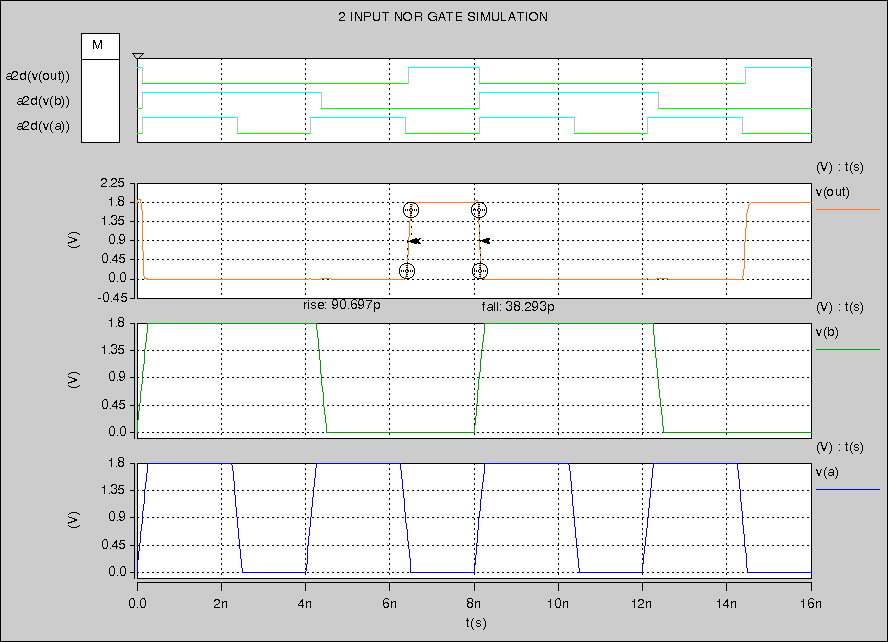 2 INPUT NOR GATE SIMULATION
M
a2d(v(out))
a2d(v(b))
a2d(v(a))
(V) : t(s)
v(out)
2.25
1.8
1.35
0.9
0.45
0.0
-0.45
(V)
rise: 90.697p
fall: 38.293p
(V) : t(s)
v(b)
1.8
1.35
0.9
0.45
0.0
(V)
(V) : t(s)
v(a)
1.8
1.35
0.9
0.45
0.0
(V)
0.0 2n 4n 6n 8n 10n 12n 14n 16n
t(s)